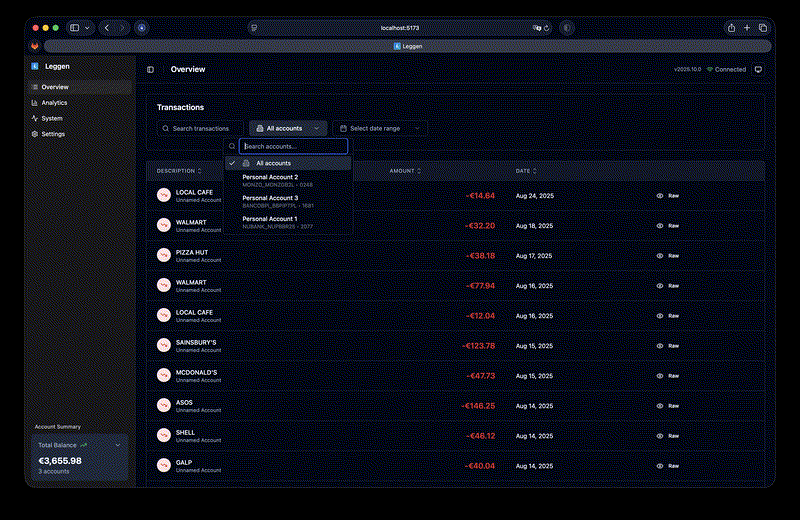 localhost:5173
Leggen
Leggen
Overview
v2025.10.0
Connected
Overview
Analytics
System
Settings
Transactions
Search transactions
All accounts
Select date range
Search accounts...
All accounts
Personal Account 2
MONZO_MONZGB2L • 0248
Personal Account 3
BANCOBPI_BBPIPTPL • 1681
Personal Account 1
NUBANK_NUPBBR25 • 2077
DESCRIPTION AMOUNT DATE
LOCAL CAFE
Unnamed Account
-€14.64 Aug 24, 2025 Raw
WALMART
Unnamed Account
-€32.20 Aug 18, 2025 Raw
PIZZA HUT
Unnamed Account
-€38.18 Aug 17, 2025 Raw
WALMART
Unnamed Account
-€77.94 Aug 16, 2025 Raw
LOCAL CAFE
Unnamed Account
-€12.04 Aug 16, 2025 Raw
SAINSBURY'S
Unnamed Account
-€123.78 Aug 15, 2025 Raw
MCDONALD'S
Unnamed Account
-€47.73 Aug 15, 2025 Raw
ASOS
Unnamed Account
-€146.25 Aug 14, 2025 Raw
SHELL
Unnamed Account
-€46.12 Aug 14, 2025 Raw
GALP
Unnamed Account
-€40.04 Aug 14, 2025 Raw
Account Summary
Total Balance
€3,655.98
3 accounts